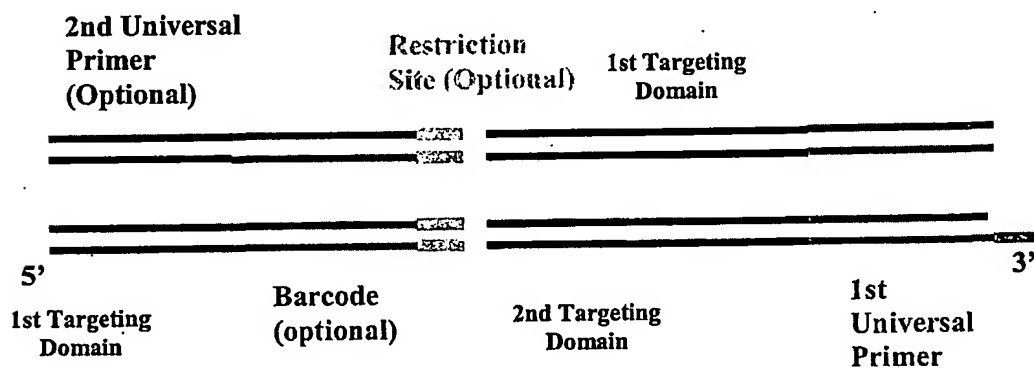 2nd Universal
Primer
(Optional)
Restriction
Site (Optional)
1st Targeting
Domain
5'
3'
1st Targeting
Domain
Barcode
(optional)
2nd Targeting
Domain
1st
Universal
Primer